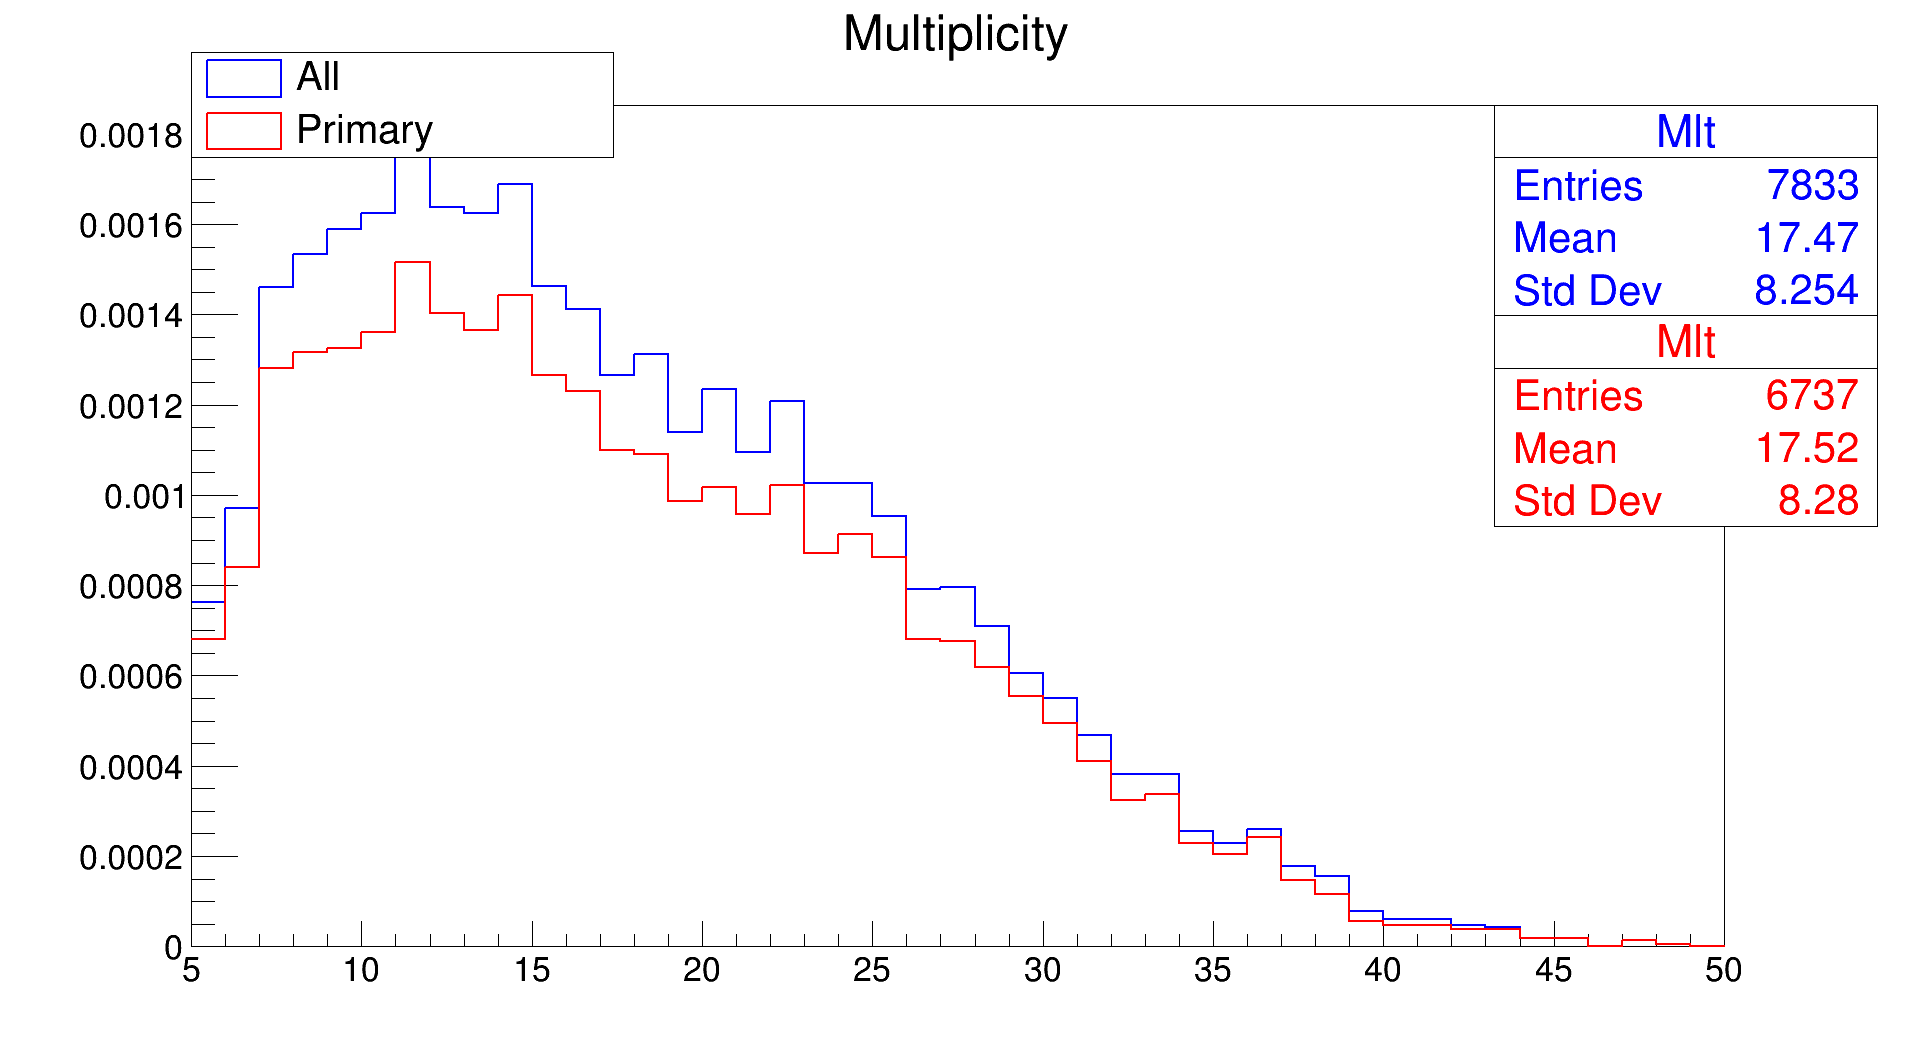 Multiplicity
All
Primary
Mlt
Entries 7833
Mean 17.47
Std Dev 8.254
Mlt
Entries 6737
Mean 17.52
Std Dev 8.28
0.0018
0.0016
0.0014
0.0012
0.001
0.0008
0.0006
0.0004
0.0002
0
5 10 15 20 25 30 35 40 45 50